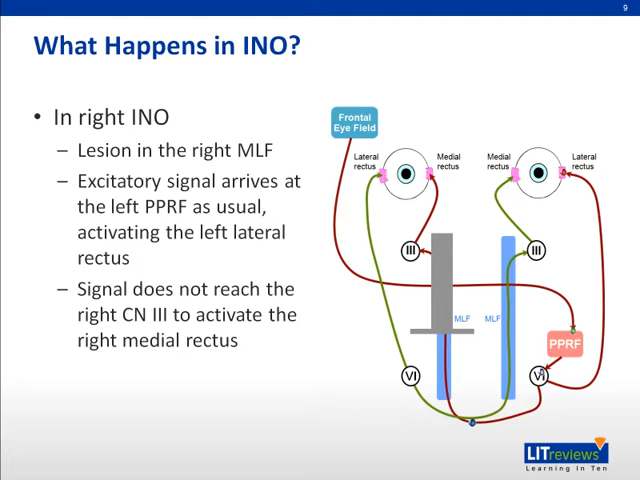 9
What Happens in INO?
• In right INO
– Lesion in the right MLF
– Excitatory signal arrives at
the left PPRF as usual,
activating the left lateral
rectus
– Signal does not reach the
right CN III to activate the
right medial rectus
Frontal
Eye Field
Lateral
rectus
Medial
rectus
Medial
rectus
Lateral
rectus
III
III
MLF
MLF
PPRF
VI
VI
LITreviews
Learning In Ten